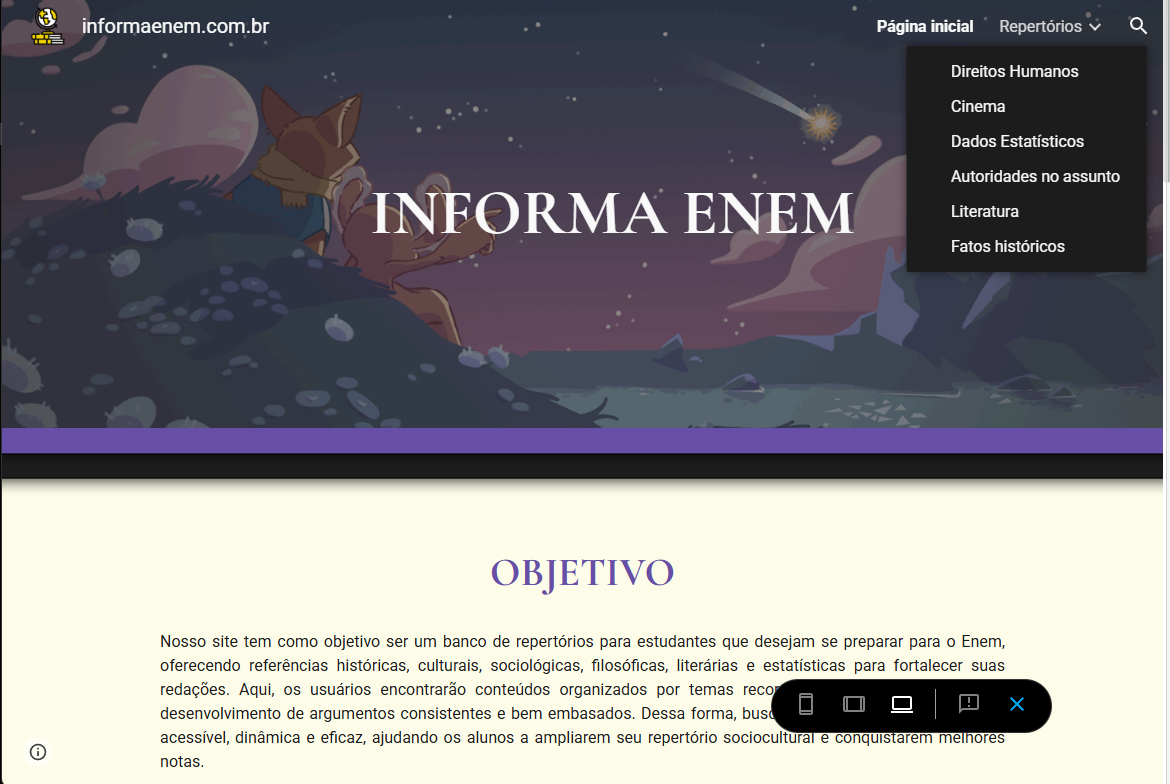 informaenem.com.br
Página inicial
Repertórios
Direitos Humanos
Cinema
Dados Estatísticos
Autoridades no assunto
Literatura
Fatos históricos
INFORMA ENEM
OBJETIVO
Nosso site tem como objetivo ser um banco de repertórios para estudantes que desejam se preparar para o Enem,
oferecendo referências históricas, culturais, sociológicas, filosóficas, literárias e estatísticas para fortalecer suas
redações. Aqui, os usuários encontrarão conteúdos organizados por temas
desenvolvimento de argumentos consistentes e bem embasados. Dessa forma,
acessível, dinâmica e eficaz, ajudando os alunos a ampliarem seu repertório sociocultural e conquistarem melhores
notas.